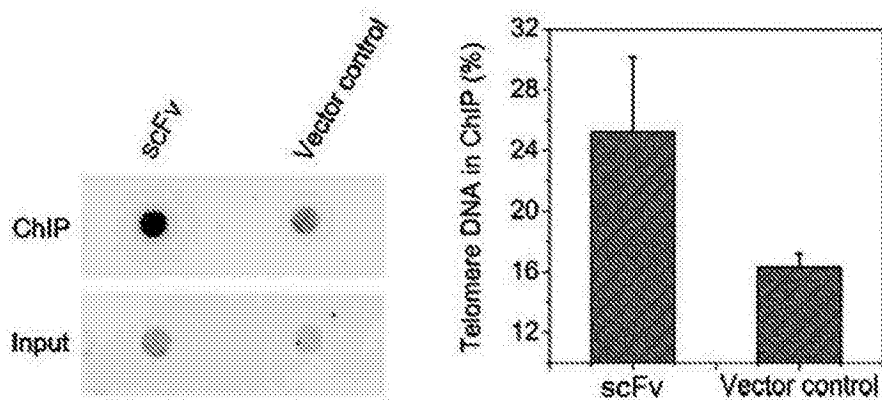 scFv
Vector control
ChIP
Input
Telomere DNA in ChIP (%)
32
28
24
20
16
12
scFv
Vector control